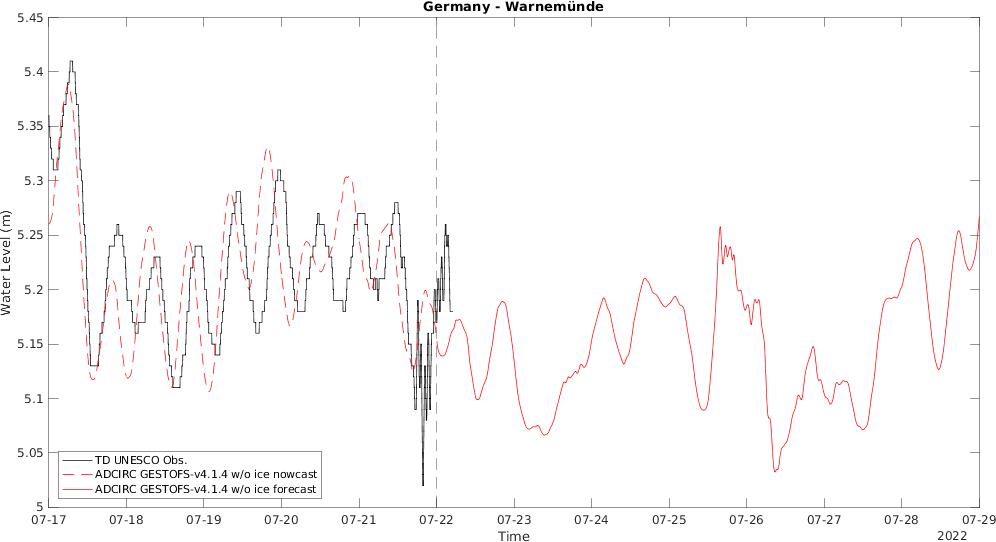 Germany - Warnemünde
5.45
5.4
5.35
5.3
5.25
5.2
5.15
5.1
5.05
5
Water Level (m)
TD UNESCO Obs.
ADCIRC GESTOFS-v4.1.4 w/o ice nowcast
ADCIRC GESTOFS-v4.1.4 w/o ice forecast
07-17 07-18 07-19 07-20 07-21 07-22 07-23 07-24 07-25 07-26 07-27 07-28 07-29
Time
2022